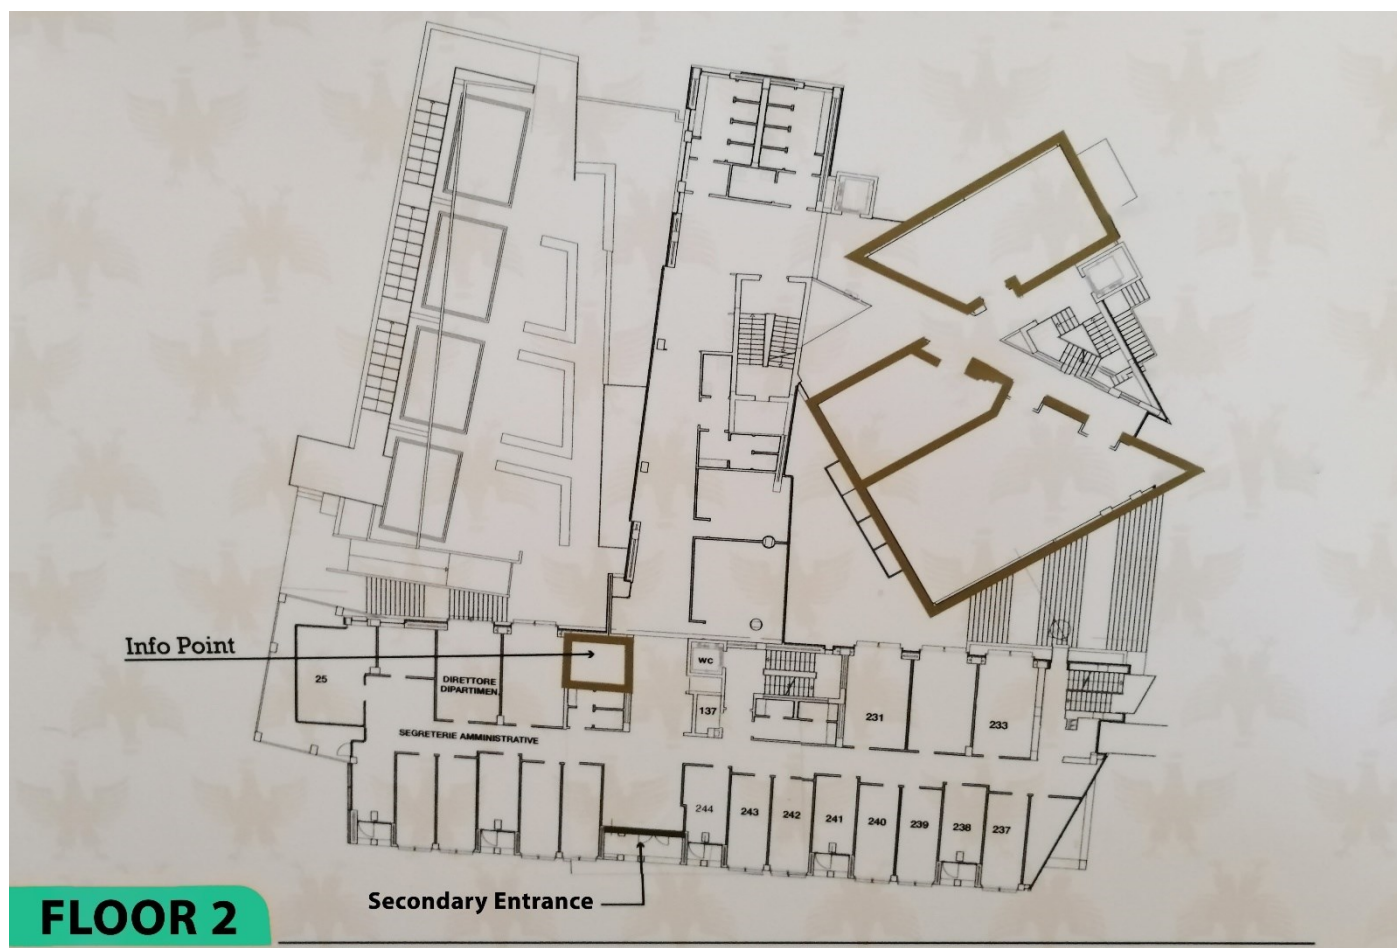 Info Point
25
DIRETTORE
DIPARTIMEN.
WC
137
231
233
SEGRETERIE AMMINISTRATIVE
244
243
242
241
240
239
238
237
Secondary Entrance
FLOOR 2